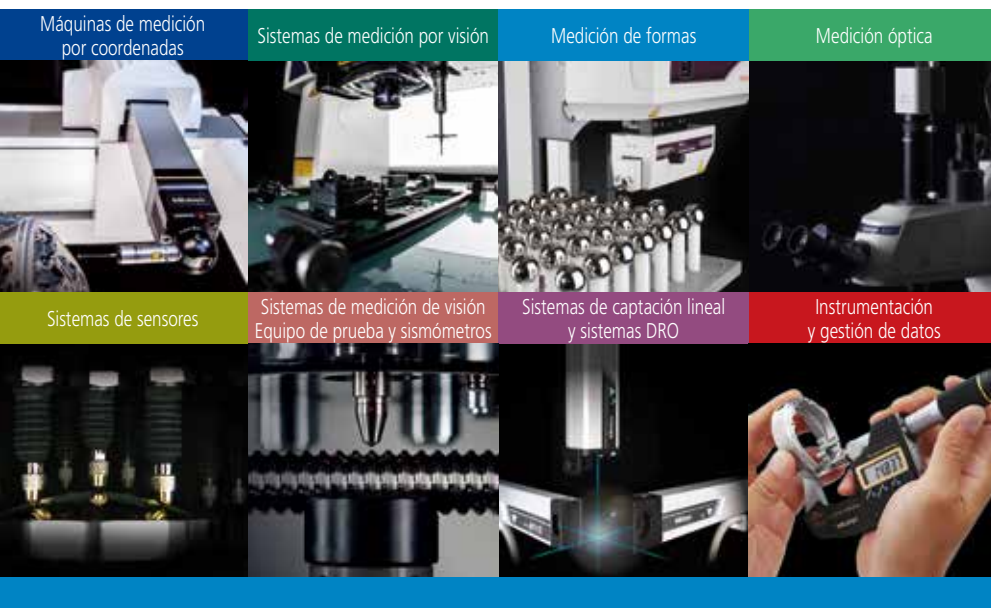 Máquinas de medición
por coordenadas
Sistemas de medición por visión
Medición de formas
Medición óptica
Sistemas de sensores
Sistemas de medición de visión
Equipo de prueba y sismómetros
Sistemas de captación lineal
y sistemas DRO
Instrumentación
y gestión de datos